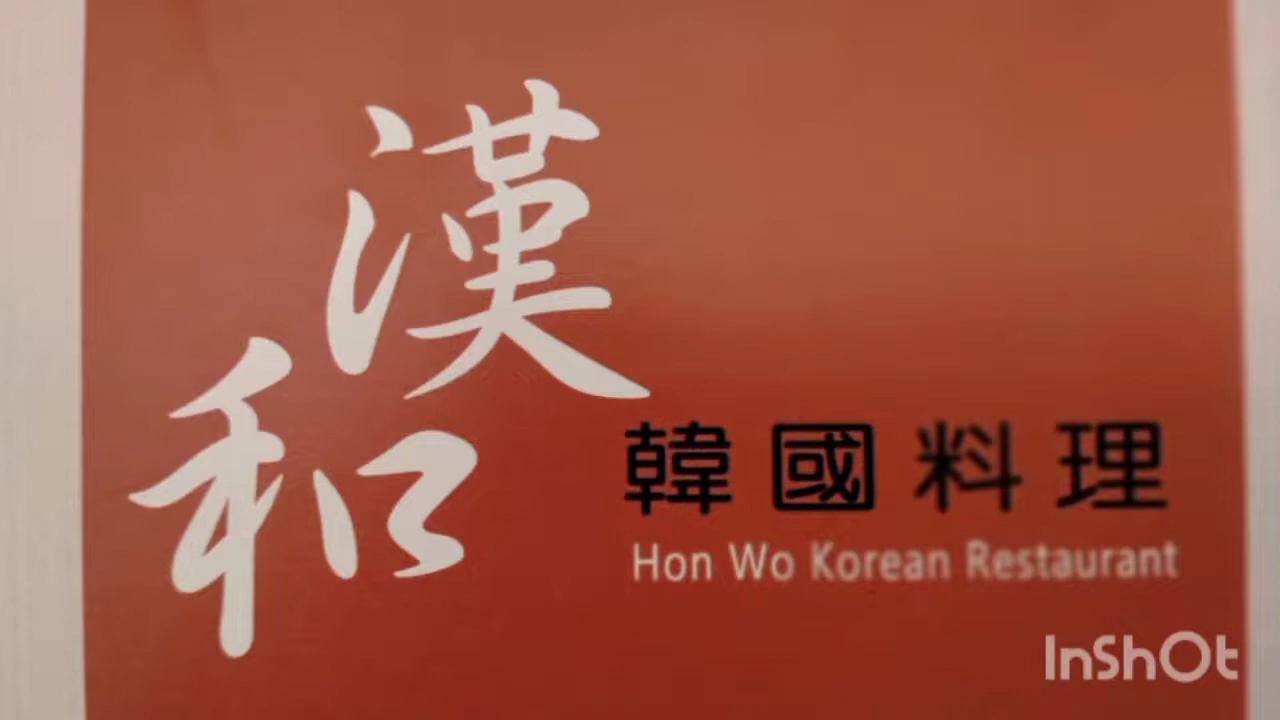 漢和
韓國料理
Hon Wo Korean Restaurant
InShOt